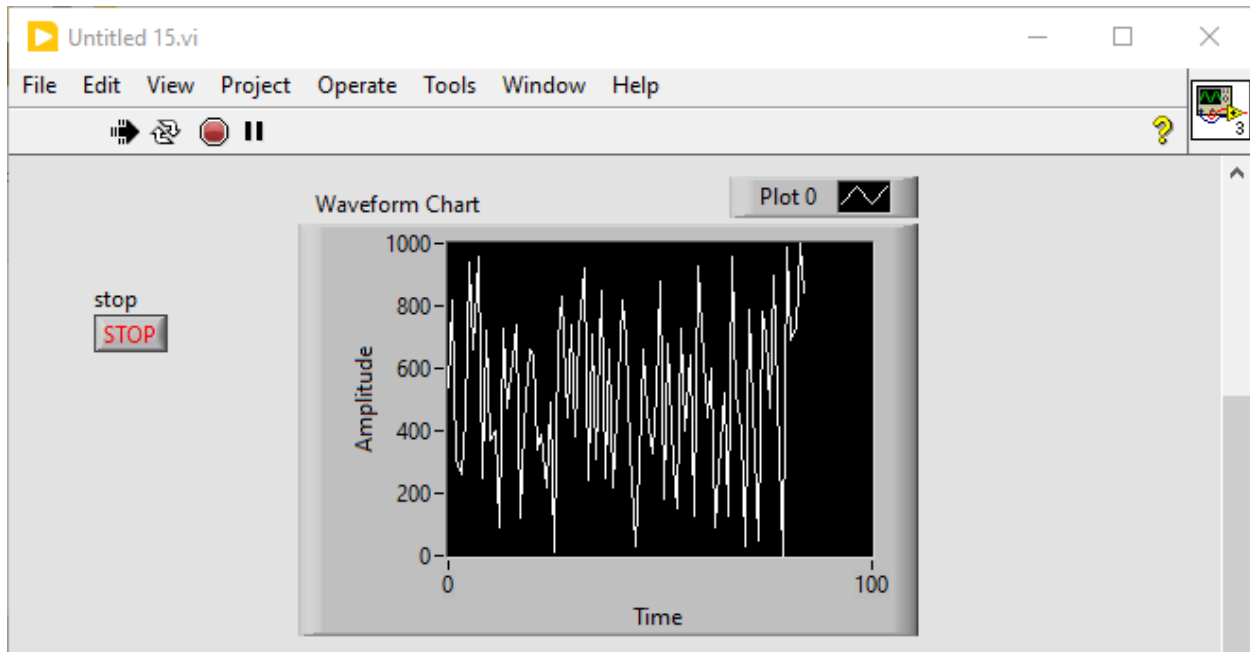 Untitled 15.vi
File Edit View Project Operate Tools Window Help
3
Plot 0
Waveform Chart
stop
STOP
Amplitude
1000
800
600
400
200
0
0 100
Time